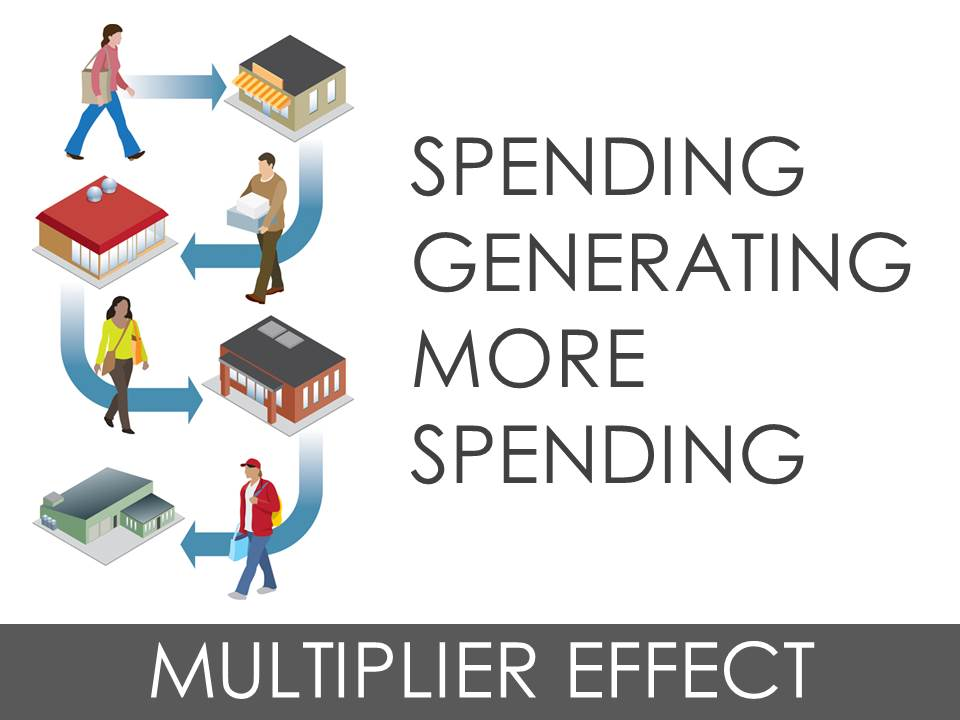 SPENDING
GENERATING
MORE
SPENDING
MULTIPLIER EFFECT